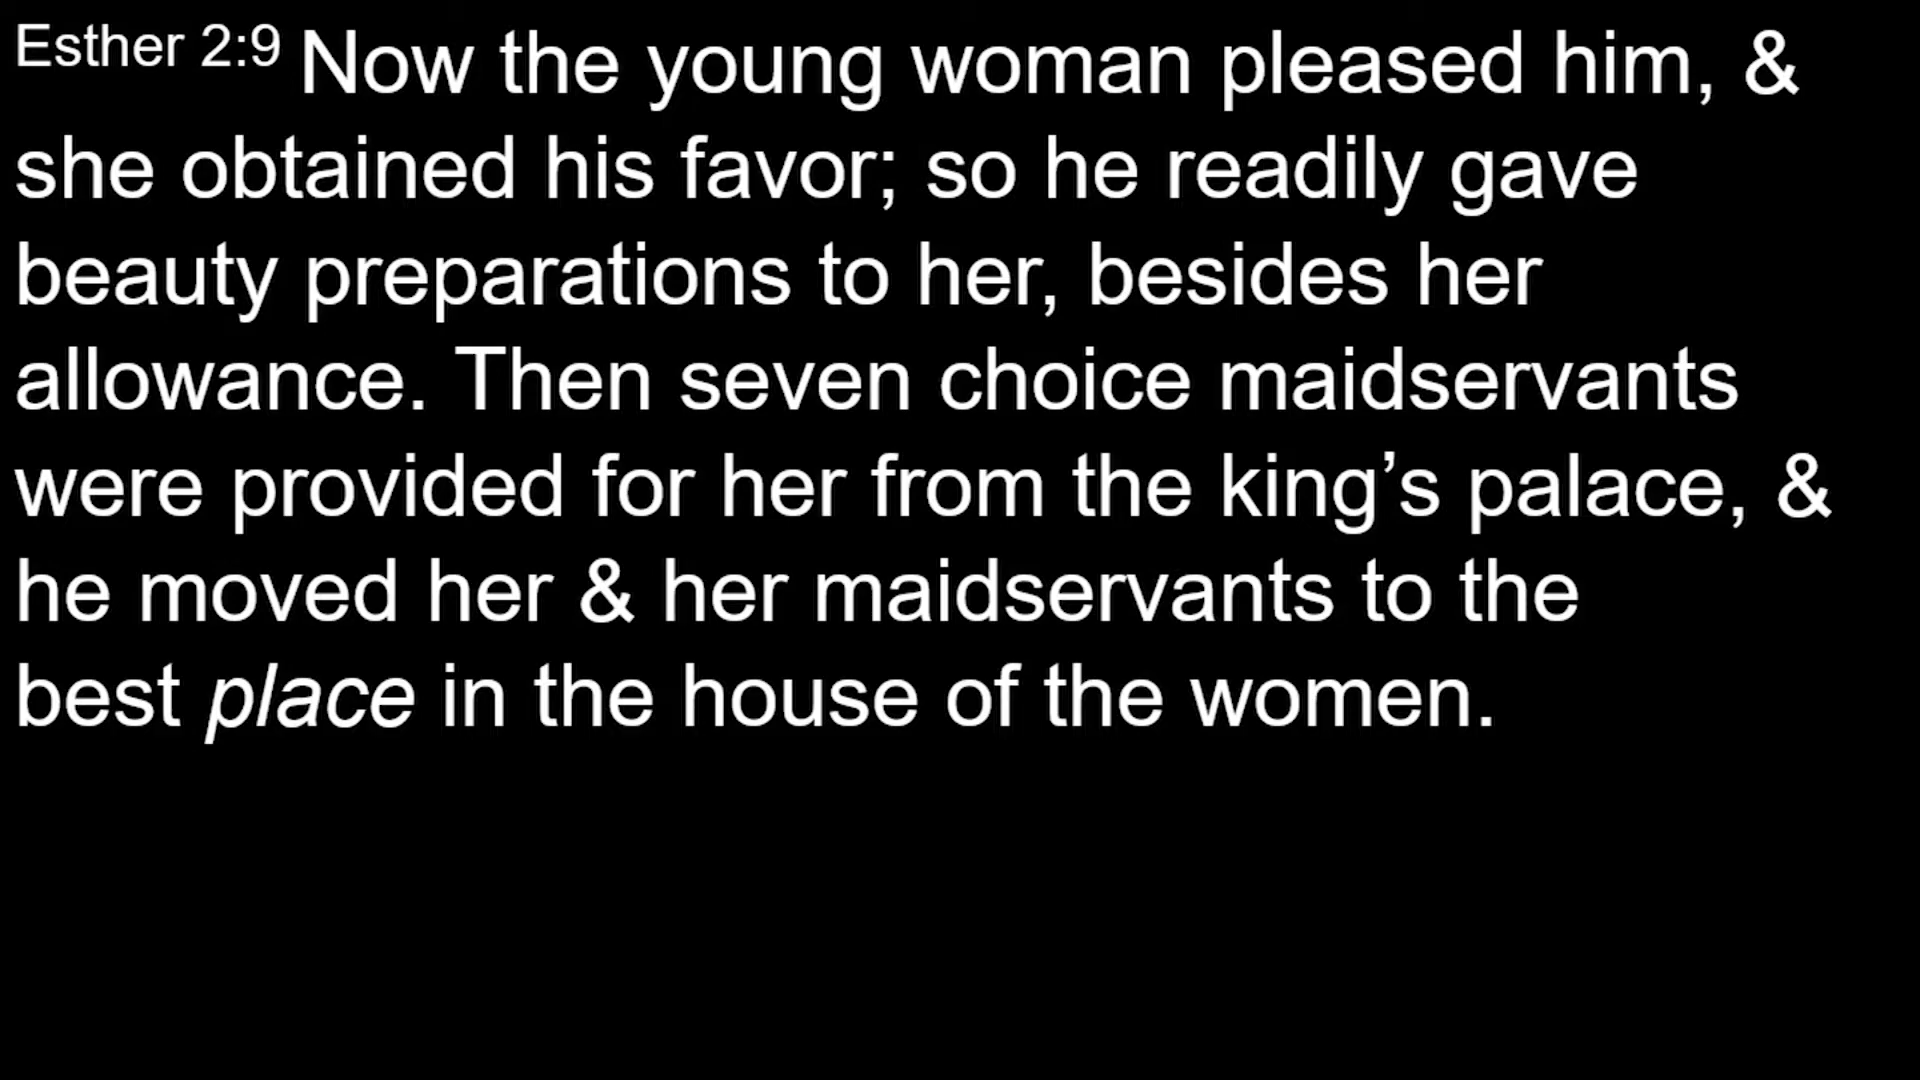 Esther 2:9 Now the young woman pleased him, &
she obtained his favor; so he readily gave
beauty preparations to her, besides her
allowance. Then seven choice maidservants
were provided for her from the king’s palace, &
he moved her & her maidservants to the
best place in the house of the women.